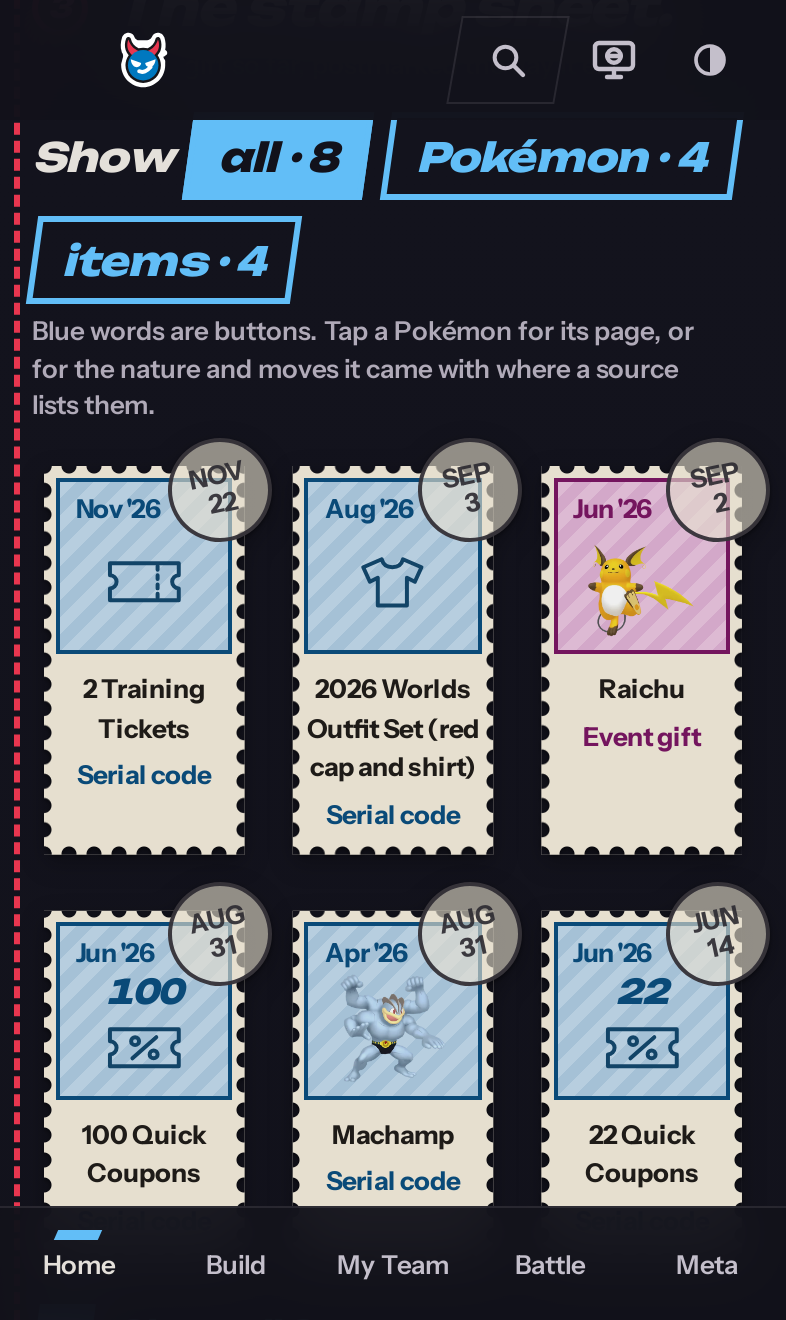 The stamp sheet.
Show all · 8 Pokémon · 4
items · 4
Blue words are buttons. Tap a Pokémon for its page, or
for the nature and moves it came with where a source
lists them.
NOV
22
Nov '26
2 Training
Tickets
Serial code
SEP
3
Aug '26
2026 Worlds
Outfit Set (red
cap and shirt)
Serial code
SEP
2
Jun '26
Raichu
Event gift
AUG
31
Jun '26
100
100 Quick
Coupons
AUG
31
Apr '26
Machamp
Serial code
JUN
14
Jun '26
22
22 Quick
Coupons
Home Build My Team Battle Meta